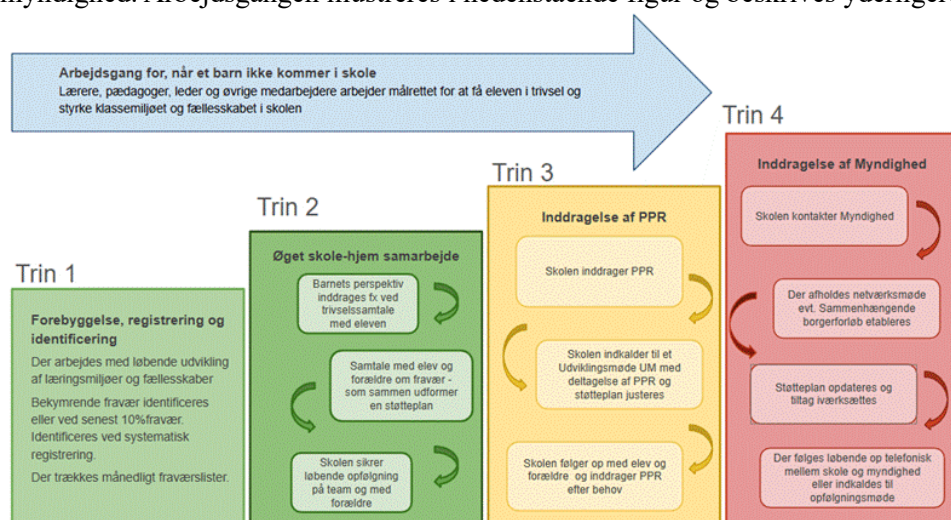 myndighed. Arbejdsgangen illustreres i nedenstående figur og beskrives yderliger
Arbejdsgang for, når et barn ikke kommer i skole
Lærere, pædagoger, leder og øvrige medarbejdere arbejder målrettet for at få eleven i trivsel og
styrke klassemiljøet og fællesskabet i skolen
Trin 1
Forebyggelse, registrering og
identificering
Der arbejdes med løbende udvikling
af læringsmiljøer og fællesskaber
Bekymrende fravær identificeres
eller ved senest 10%fravær.
Identificeres ved systematisk
registrering.
Der trækkes månedligt fraværslister.
Trin 2
Øget skole-hjem samarbejde
Barnets perspektiv
inddrages fx ved
trivselssamtale
med eleven
Samtale med elev og
forældre om fravær -
som sammen udformer
en støtteplan
Skolen sikrer
løbende opfølgning
på team og med
forældre
Trin 3
Inddragelse af PPR
Skolen inddrager PPR
Skolen indkalder til et
Udviklingsmøde UM med
deltagelse af PPR og
støtteplan justeres
Skolen følger op med elev og
forældre og inddrager PPR
efter behov
Trin 4
Inddragelse af Myndighed
Skolen kontakter Myndighed
Der afholdes netværksmøde
evt. Sammenhængende
borgerforløb etableres
Støtteplan opdateres og
tiltag iværksættes
Der følges løbende op telefonisk
mellem skole og myndighed
eller indkaldes til
opfølgningsmøde